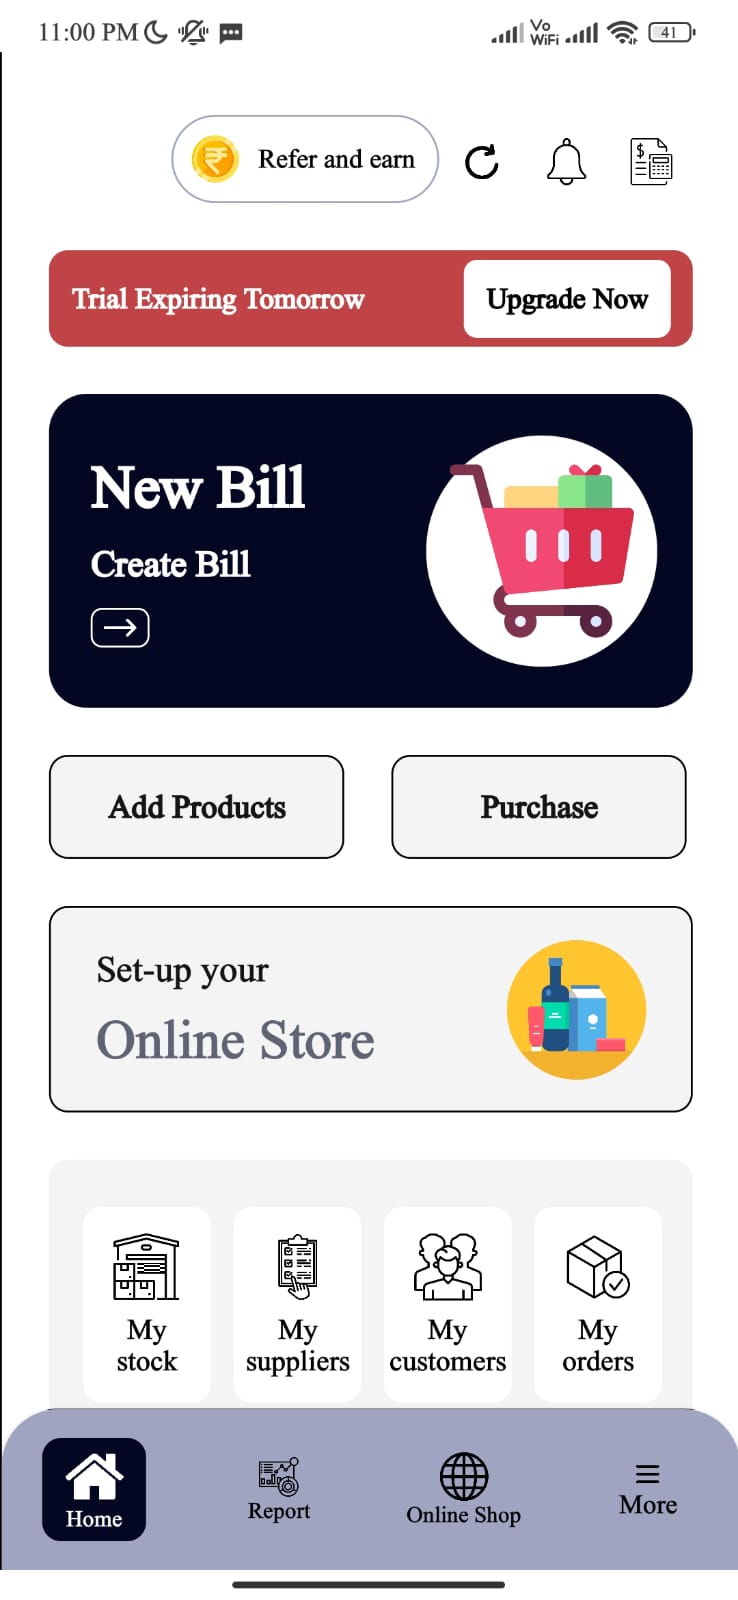 11:00 PM
Vo
WiFi
41
Refer and earn
$
Trial Expiring Tomorrow
Upgrade Now
New Bill
Create Bill
Add Products
Purchase
Set-up your
Online Store
My
stock
My
suppliers
My
customers
My
orders
Home
Report
Online Shop
More